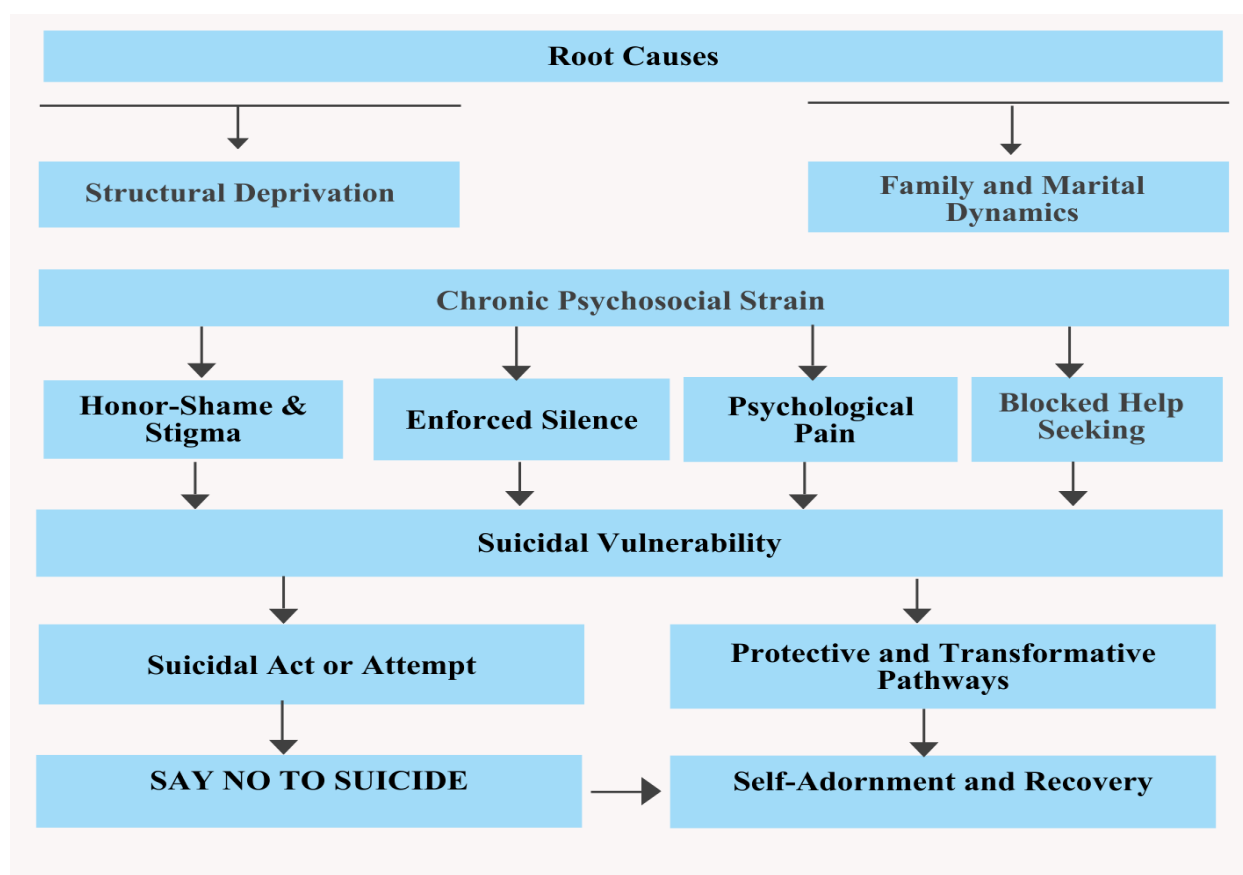 Root Causes
Structural Deprivation
Family and Marital
Dynamics
Chronic Psychosocial Strain
Honor-Shame &
Stigma
Enforced Silence
Psychological
Pain
Blocked Help
Seeking
Suicidal Vulnerability
Suicidal Act or Attempt
Protective and Transformative
Pathways
SAY NO TO SUICIDE
Self-Adornment and Recovery